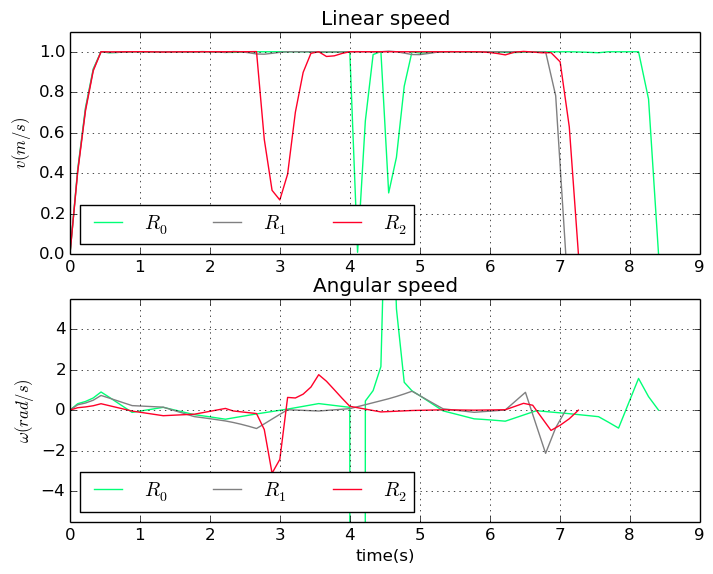 Linear speed
1.0
0.8
0.6
0.4
0.2
0.0
v(m/s)
R₀ R₁ R₂
0 1 2 3 4 5 6 7 8 9
Angular speed
4
2
0
−2
−4
ω(rad/s)
R₀ R₁ R₂
0 1 2 3 4 5 6 7 8 9
time(s)